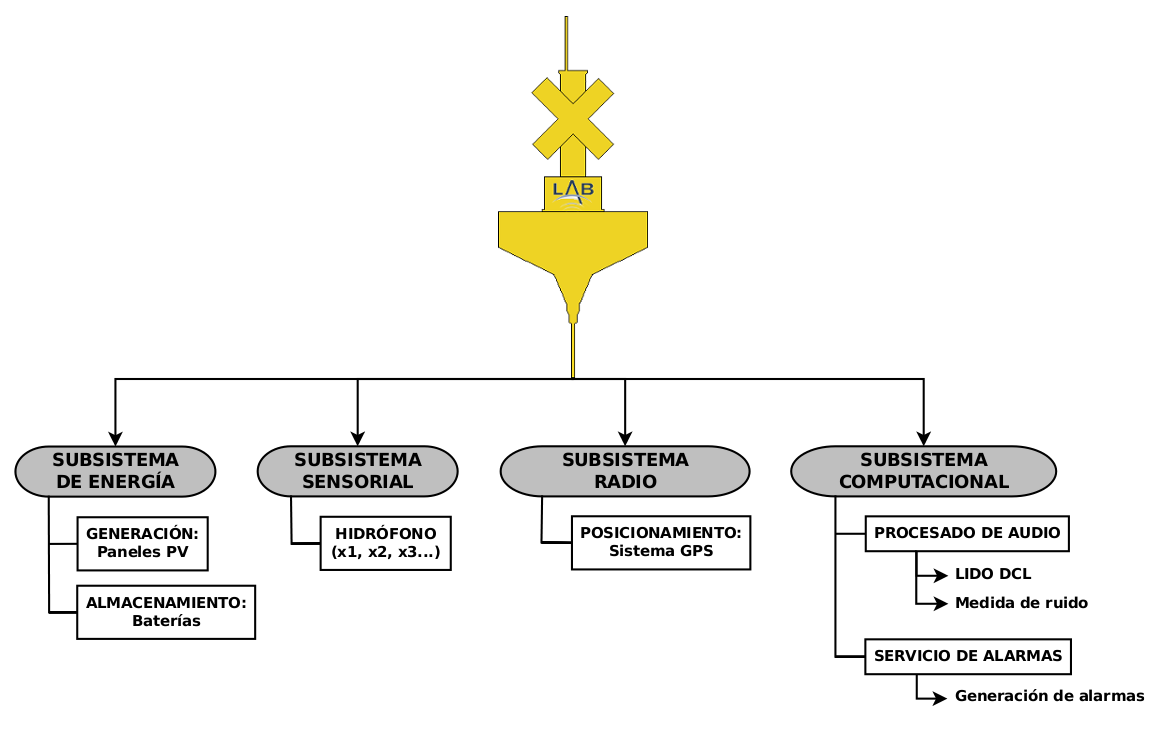 LAB
SUBSISTEMA
DE ENERGÍA
GENERACIÓN:
Paneles PV
ALMACENAMIENTO:
Baterías
SUBSISTEMA
SENSORIAL
HIDRÓFONO
(x1, x2, x3...)
SUBSISTEMA
RADIO
POSICIONAMIENTO:
Sistema GPS
SUBSISTEMA
COMPUTACIONAL
PROCESADO DE AUDIO
LIDO DCL
Medida de ruido
SERVICIO DE ALARMAS
Generación de alarmas